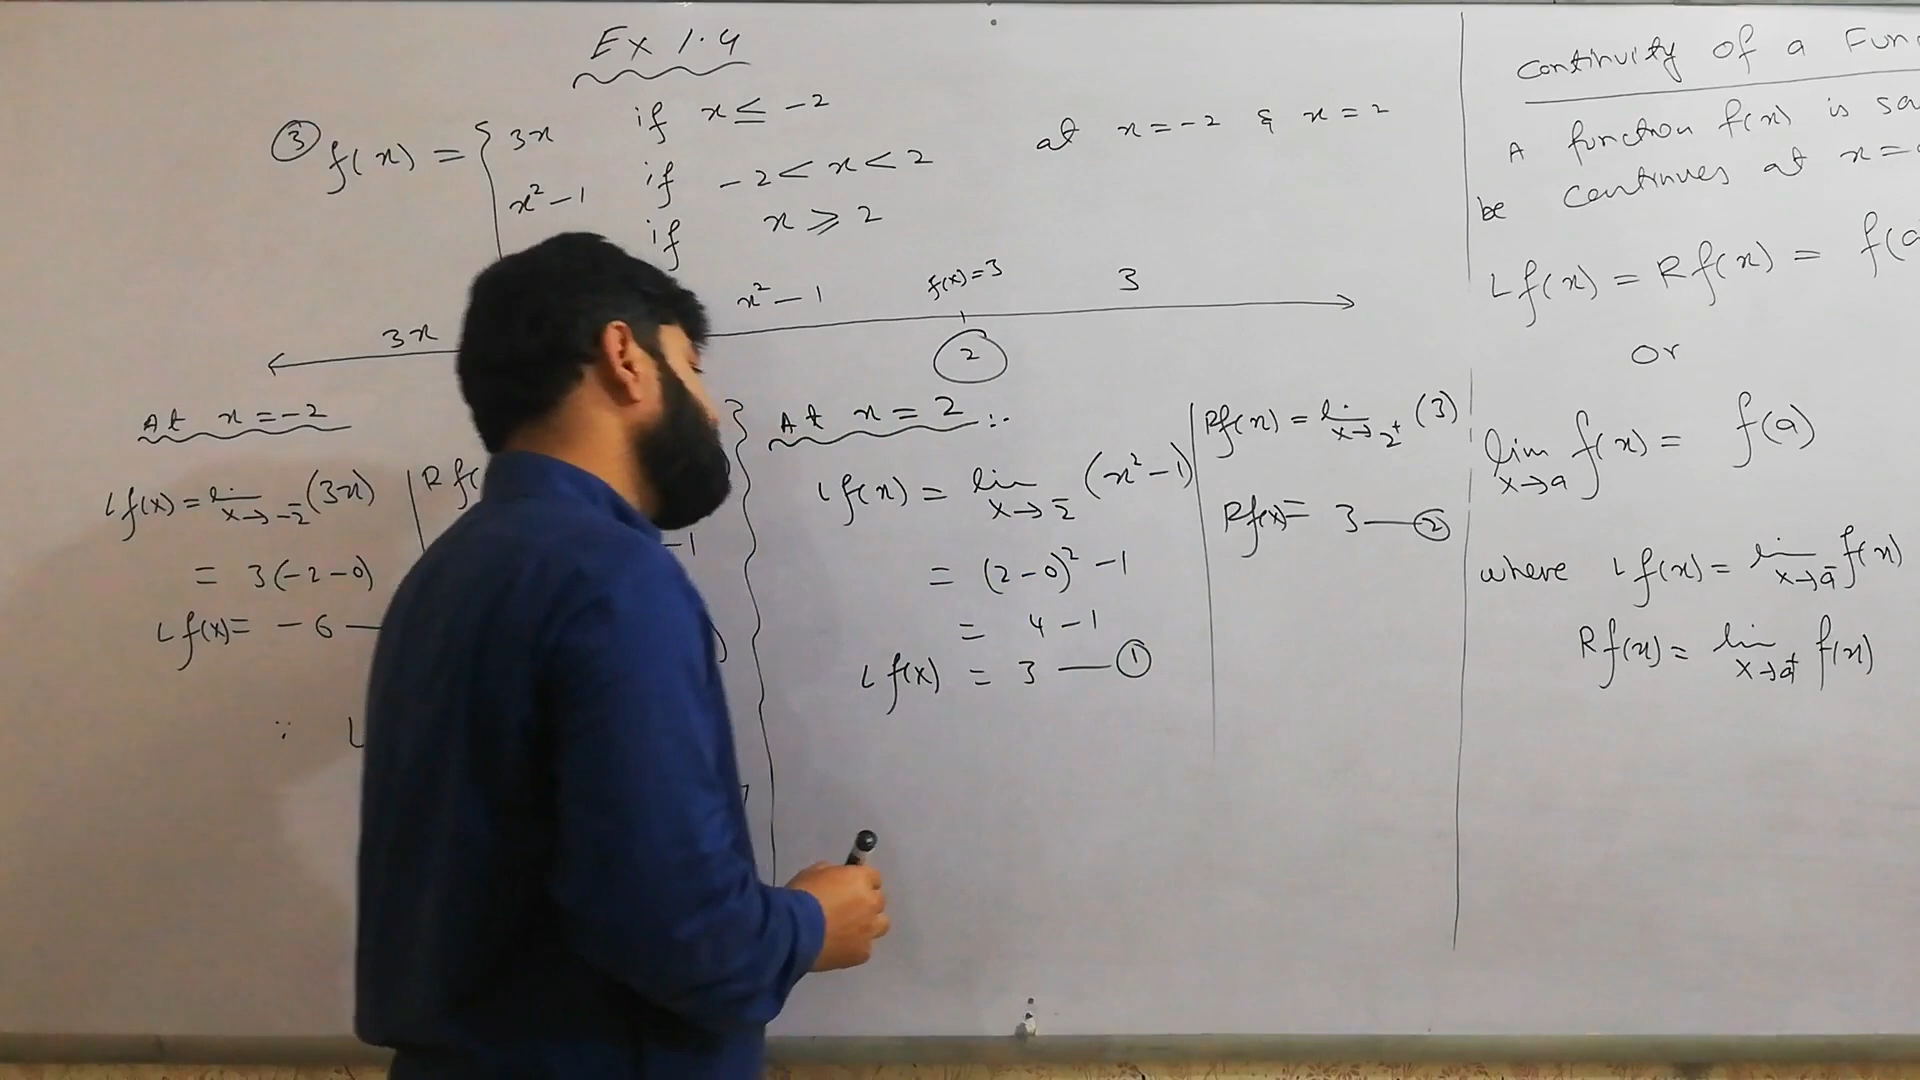 Ex 1.4
③ f(x) = { 3x if x ≤ -2 at x = -2 & x = 2
x² - 1 if -2 < x < 2
if x ⩾ 2
3x x² - 1 f(x) = 3 3
2
At x = -2
Lf(x) = lim x→-2⁻ (3x)
= 3(-2-0)
Lf(x) = -6 —
Rf(
-1
∵ L
At x = 2 :-
Lf(x) = lim x→2⁻ (x² - 1)
= (2-0)² - 1
= 4 - 1
Lf(x) = 3 — ①
Rf(x) = lim x→2⁺ (3)
Rf(x) = 3 — ②
Continuity of a Fun
A function f(x) is sa
be Continues at x =
Lf(x) = Rf(x) = f(a
Or
lim x→a f(x) = f(a)
where Lf(x) = lim x→a⁻ f(x)
Rf(x) = lim x→a⁺ f(x)